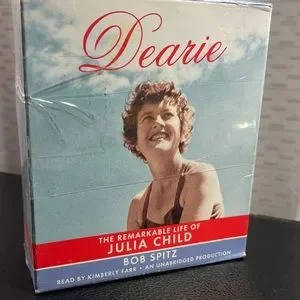 Dearie
THE REMARKABLE LIFE OF
JULIA CHILD
BOB SPITZ
READ BY KIMBERLY FARR • AN UNABRIDGED PRODUCTION